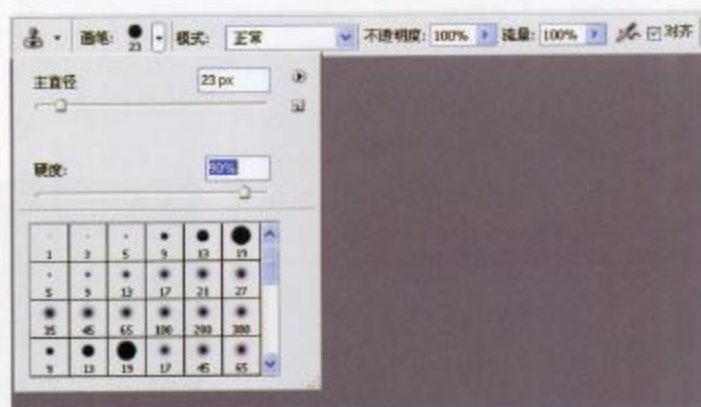 画笔: 23 模式: 正常 不透明度: 100% 流量: 100% 对齐
主直径 23 px
硬度: 90%
1 3 5 9 13 19
5 9 13 17 21 27
35 45 65 100 200 300
9 13 19 17 45 65